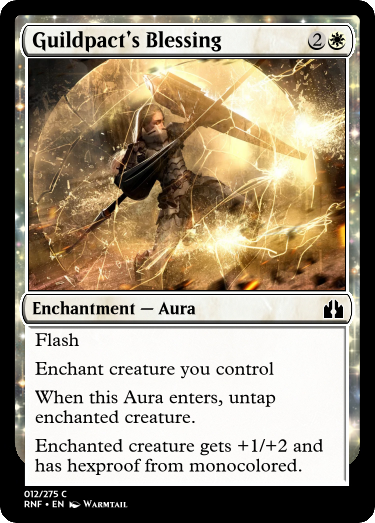 Guildpact's Blessing 2
Enchantment — Aura
Flash
Enchant creature you control
When this Aura enters, untap
enchanted creature.
Enchanted creature gets +1/+2 and
has hexproof from monocolored.
012/275 C
RNF • EN Warmtail